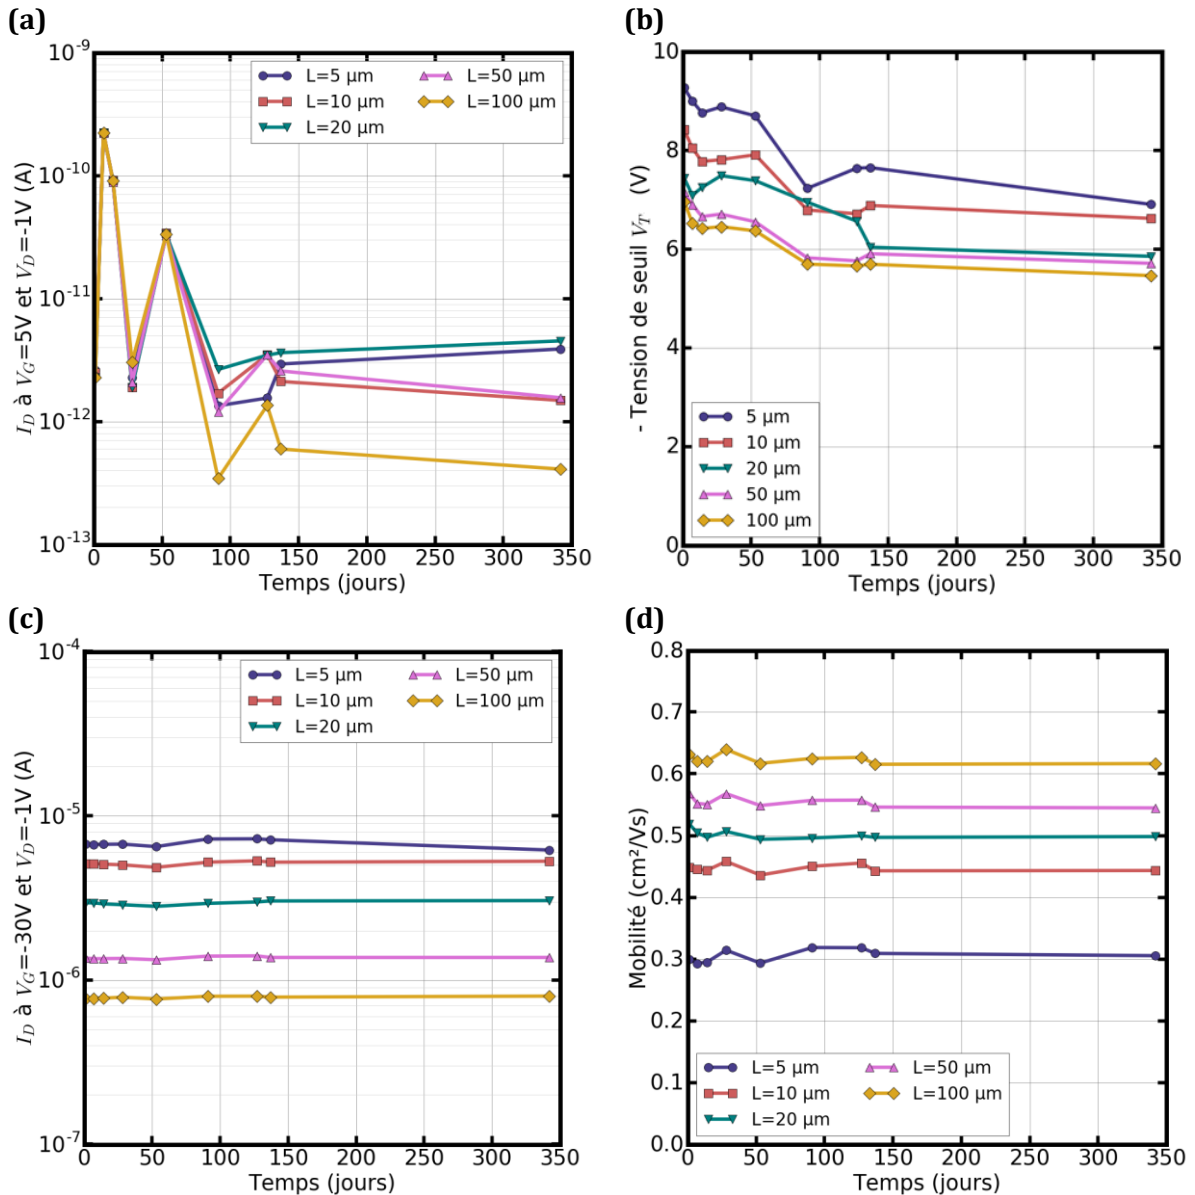 (a)
10⁻⁹
10⁻¹⁰
10⁻¹¹
10⁻¹²
10⁻¹³
I_D à V_G=5V et V_D=-1V (A)
L=5 µm
L=10 µm
L=20 µm
L=50 µm
L=100 µm
0 50 100 150 200 250 300 350
Temps (jours)
(b)
10
8
6
4
2
0
- Tension de seuil V_T (V)
5 µm
10 µm
20 µm
50 µm
100 µm
0 50 100 150 200 250 300 350
Temps (jours)
(c)
10⁻⁴
10⁻⁵
10⁻⁶
10⁻⁷
I_D à V_G=-30V et V_D=-1V (A)
L=5 µm
L=10 µm
L=20 µm
L=50 µm
L=100 µm
0 50 100 150 200 250 300 350
Temps (jours)
(d)
0.8
0.7
0.6
0.5
0.4
0.3
0.2
0.1
0.0
Mobilité (cm²/Vs)
L=5 µm
L=10 µm
L=20 µm
L=50 µm
L=100 µm
0 50 100 150 200 250 300 350
Temps (jours)